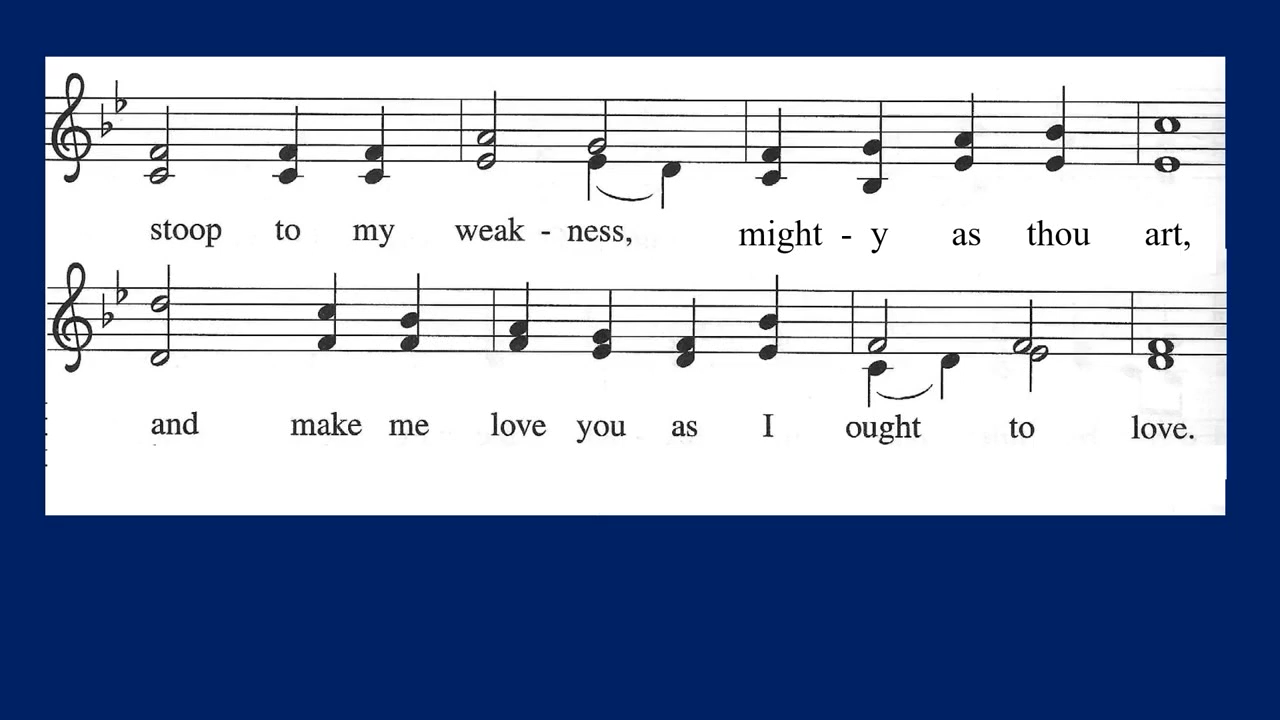 stoop to my weak - ness, might - y as thou art,
and make me love you as I ought to love.